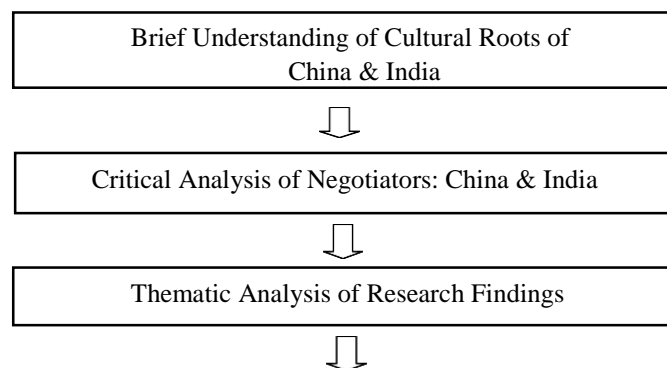 Brief Understanding of Cultural Roots of
China & India
Critical Analysis of Negotiators: China & India
Thematic Analysis of Research Findings